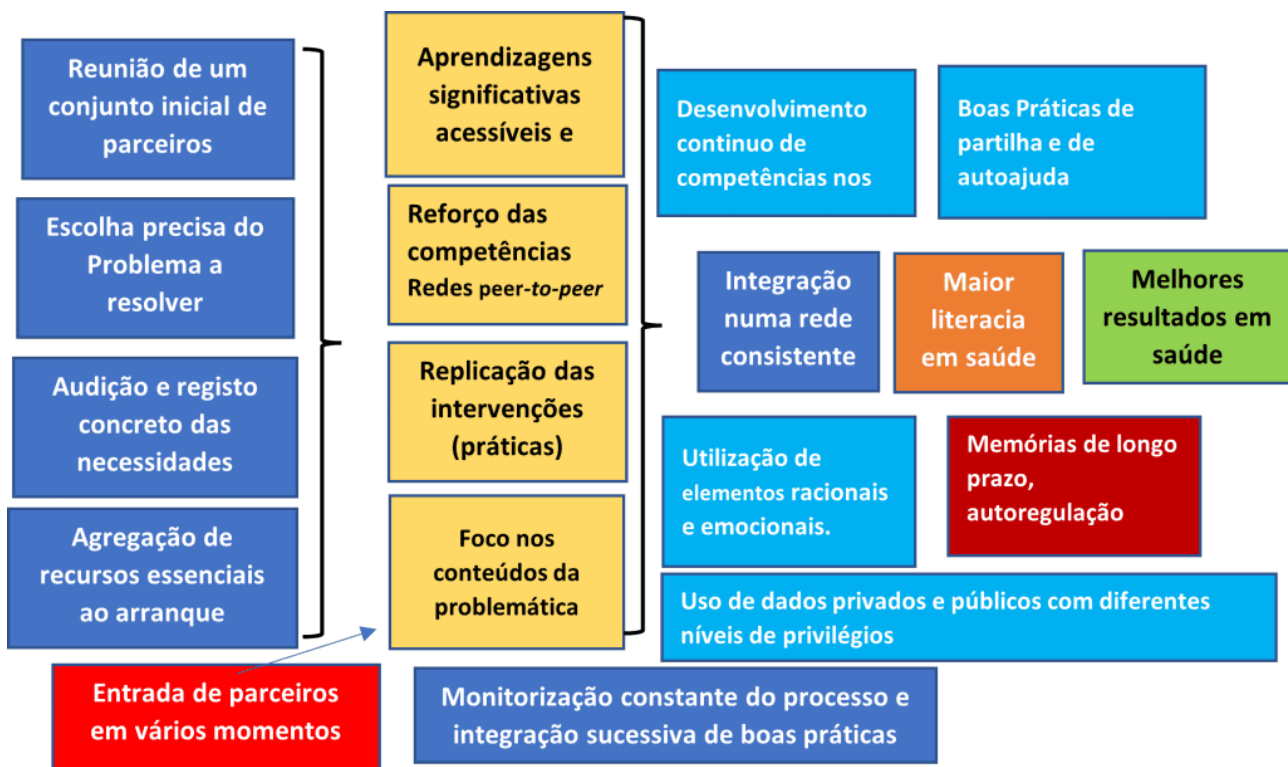 Reunião de um
conjunto inicial de
parceiros
Escolha precisa do
Problema a
resolver
Audição e registo
concreto das
necessidades
Agregação de
recursos essenciais
ao arranque
Entrada de parceiros
em vários momentos
Aprendizagens
significativas
acessíveis e
Reforço das
competências
Redes peer-to-peer
Replicação das
intervenções
(práticas)
Foco nos
conteúdos da
problemática
Desenvolvimento
continuo de
competências nos
Boas Práticas de
partilha e de
autoajuda
Integração
numa rede
consistente
Maior
literacia
em saúde
Melhores
resultados em
saúde
Utilização de
elementos racionais
e emocionais.
Memórias de longo
prazo,
autoregulação
Uso de dados privados e públicos com diferentes
níveis de privilégios
Monitorização constante do processo e
integração sucessiva de boas práticas